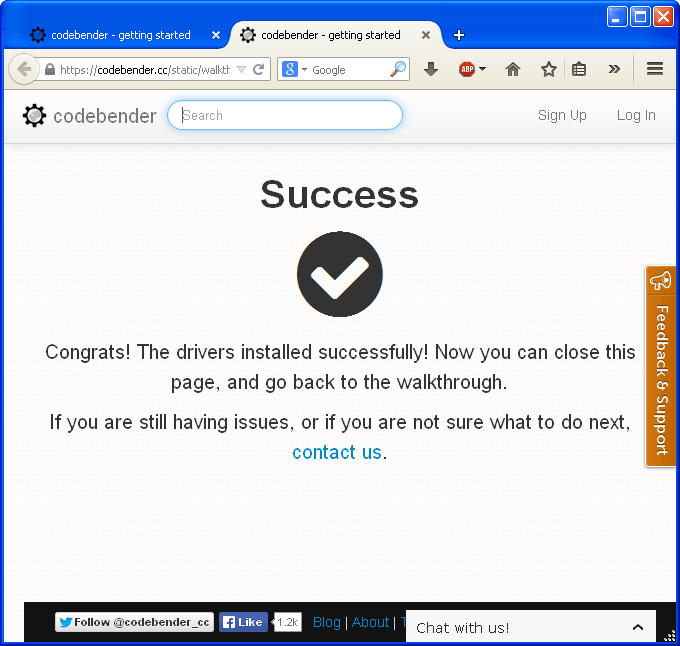 codebender - getting started
codebender - getting started
https://codebender.cc/static/walkt
Google
ABP
codebender
Search
Sign Up
Log In
Success
Congrats! The drivers installed successfully! Now you can close this
page, and go back to the walkthrough.
If you are still having issues, or if you are not sure what to do next,
contact us.
Feedback & Support
Follow @codebender_cc
Like
1.2k
Blog | About |
Chat with us!